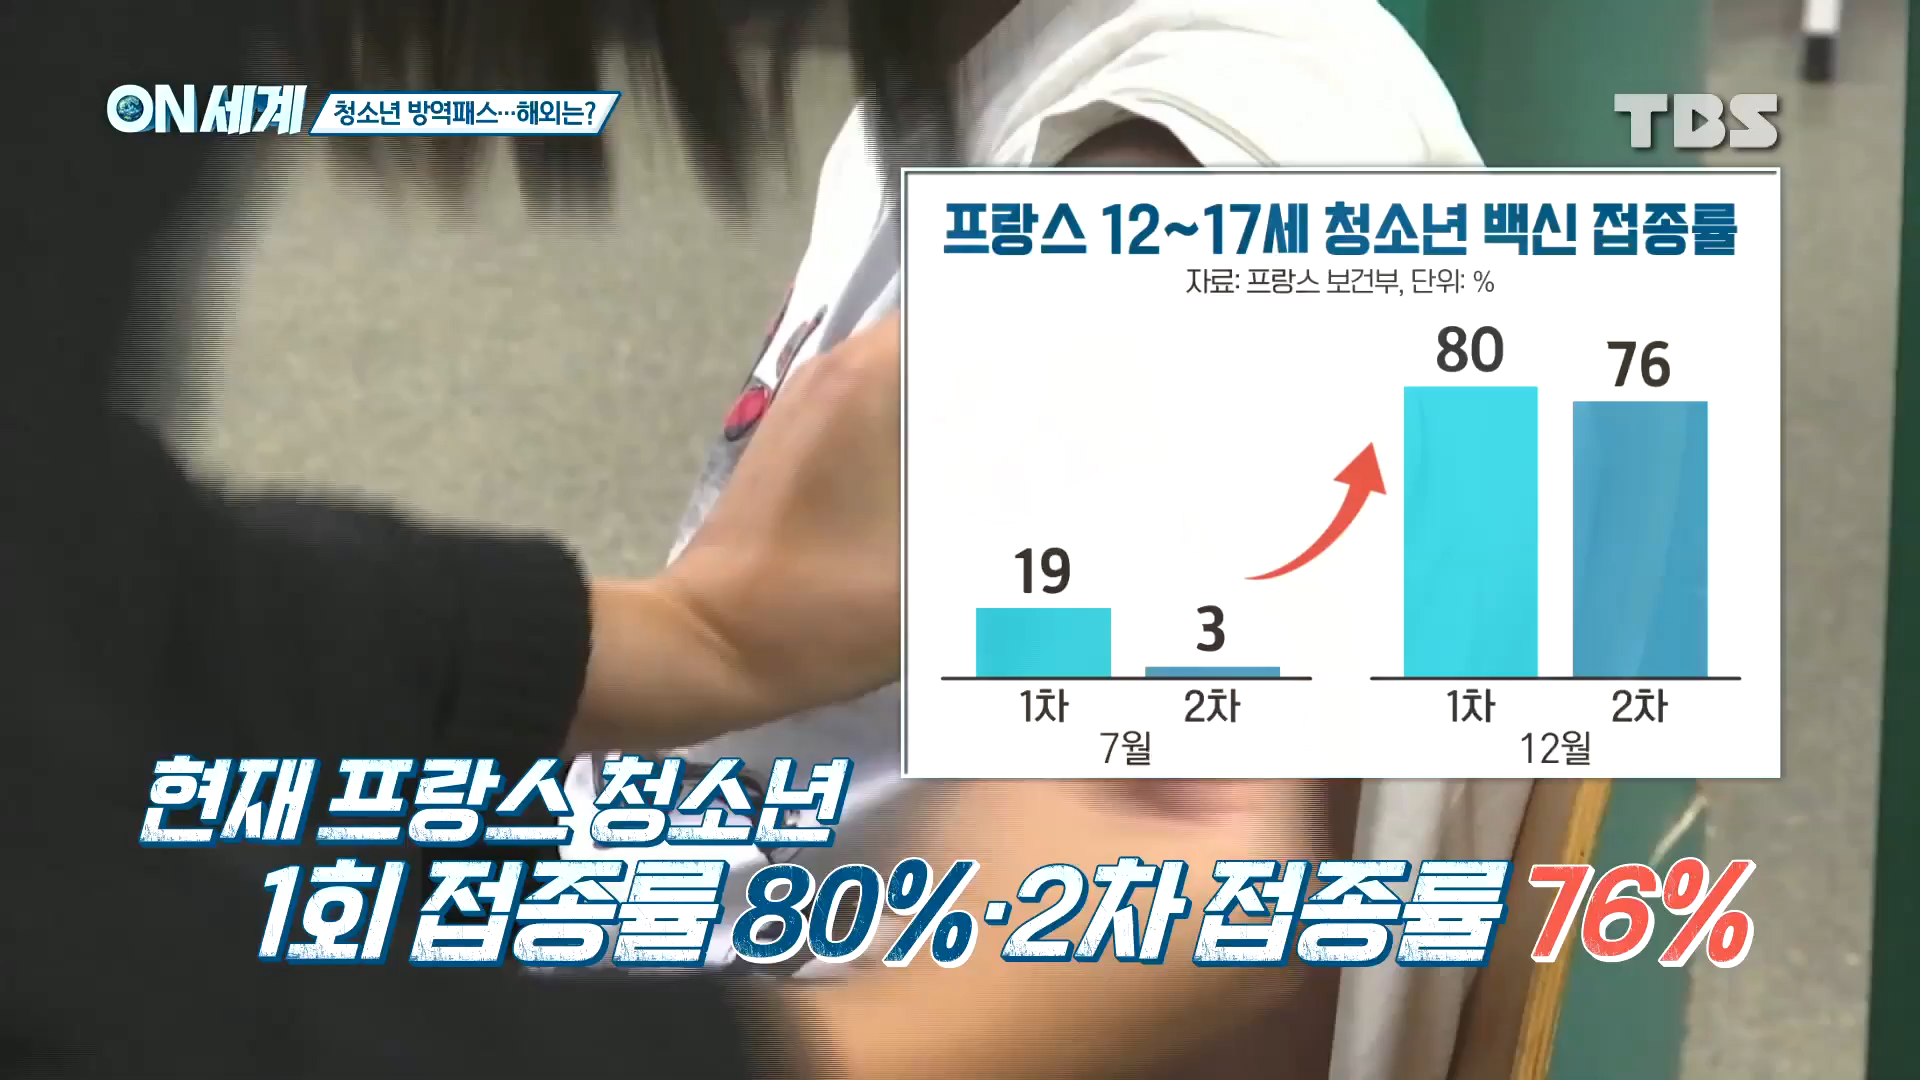 ON 세계
청소년 방역패스…해외는?
TBS
프랑스 12~17세 청소년 백신 접종률
자료: 프랑스 보건부, 단위: %
19
3
80
76
1차
2차
1차
2차
7월
12월
현재 프랑스 청소년
1회 접종률 80%·2차 접종률 76%